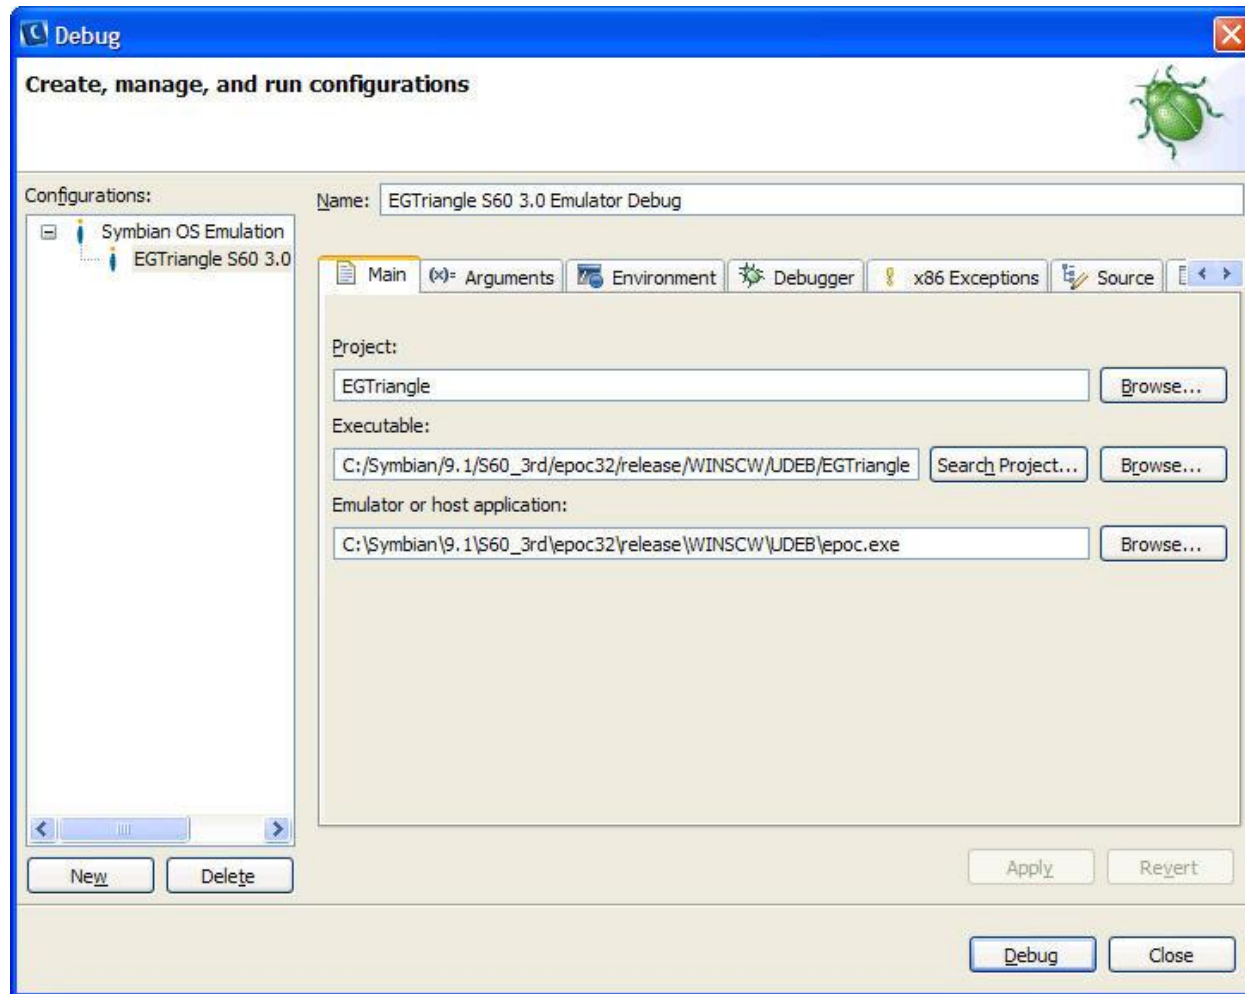 Debug
Create, manage, and run configurations
Configurations:
Symbian OS Emulation
EGTriangle S60 3.0
Name: EGTriangle S60 3.0 Emulator Debug
Main (x)= Arguments Environment Debugger x86 Exceptions Source
Project:
EGTriangle Browse...
Executable:
C:/Symbian/9.1/S60_3rd/epoc32/release/WINSCW/UDEB/EGTriangle Search Project... Browse...
Emulator or host application:
C:\Symbian\9.1\S60_3rd\epoc32\release\WINSCW\UDEB\epoc.exe Browse...
New Delete
Apply Revert
Debug Close